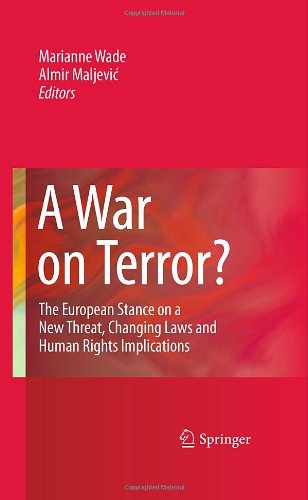 Marianne Wade
Almir Maljević
Editors
A War
on Terror?
The European Stance on a
New Threat, Changing Laws and
Human Rights Implications
Springer